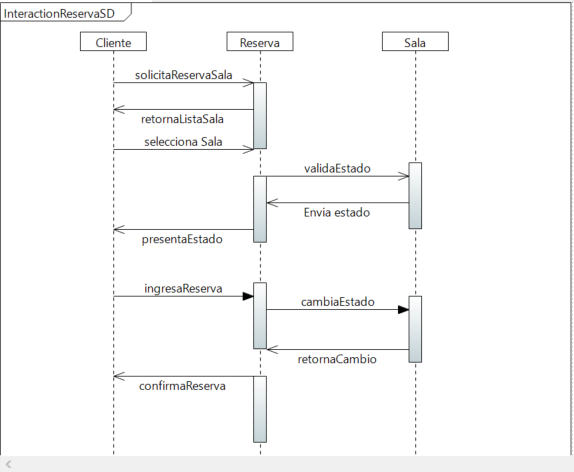 InteractionReservaSD
Cliente
Reserva
Sala
solicitaReservaSala
retornaListaSala
selecciona Sala
validaEstado
Envia estado
presentaEstado
ingresaReserva
cambiaEstado
retornaCambio
confirmaReserva